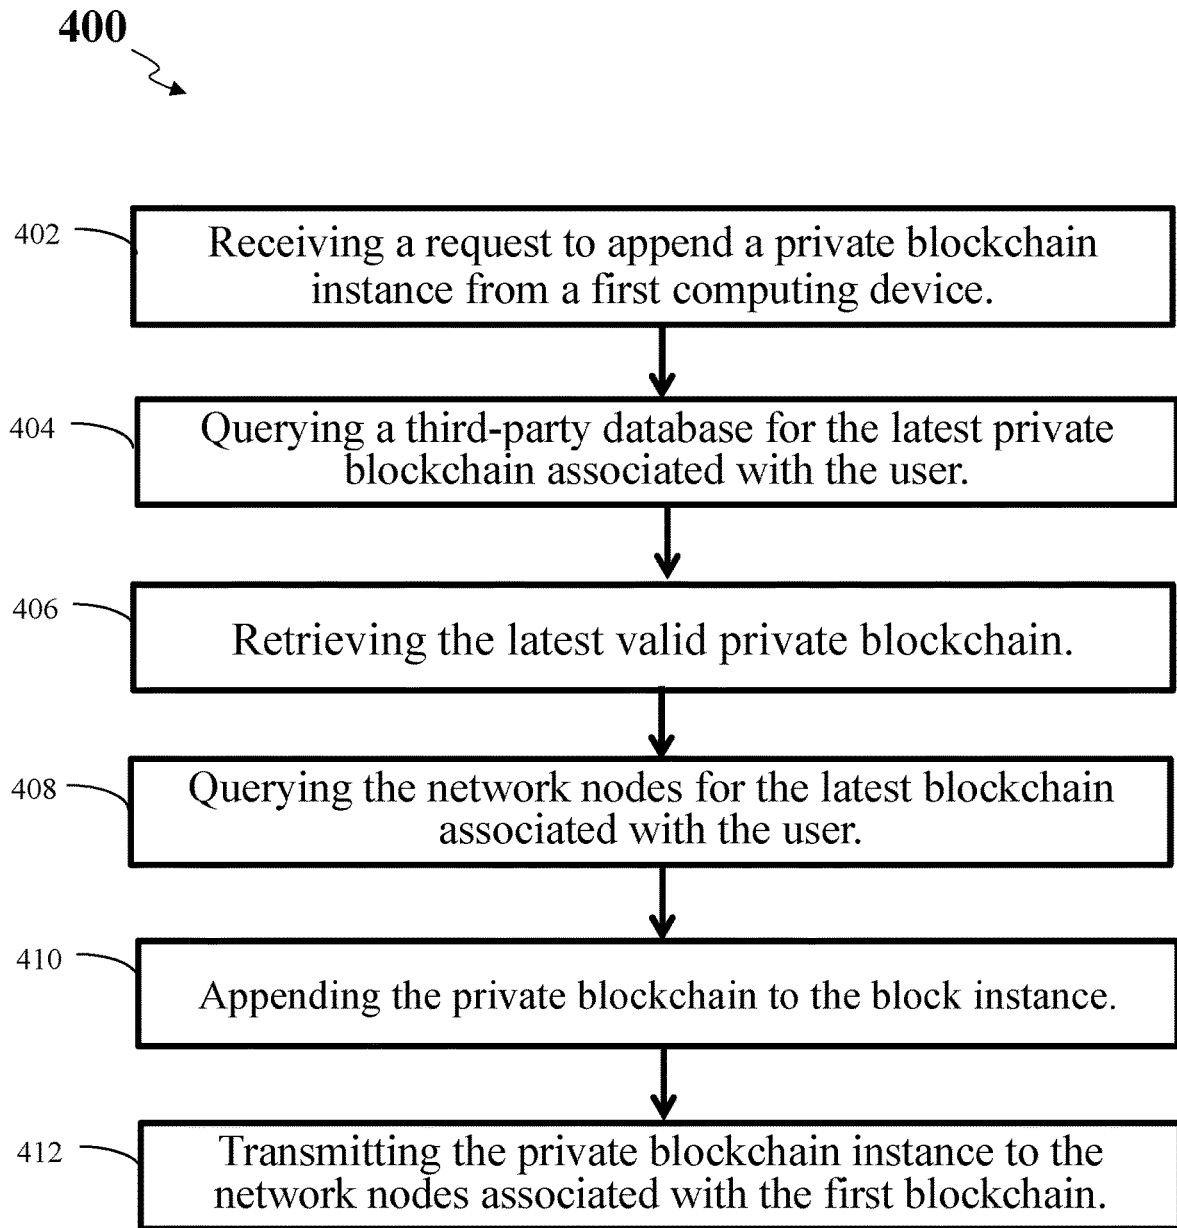 400
402
Receiving a request to append a private blockchain
instance from a first computing device.
404
Querying a third-party database for the latest private
blockchain associated with the user.
406
Retrieving the latest valid private blockchain.
408
Querying the network nodes for the latest blockchain
associated with the user.
410
Appending the private blockchain to the block instance.
412
Transmitting the private blockchain instance to the
network nodes associated with the first blockchain.